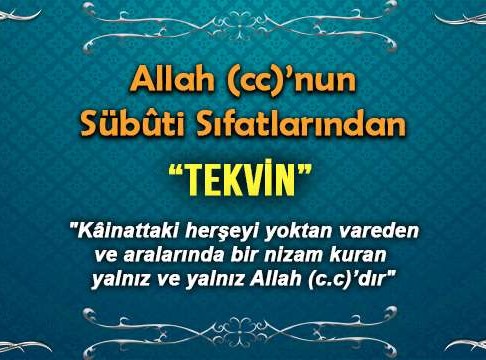 Allah (cc)’nun
Sübûti Sıfatlarından
“TEKVİN”
"Kâinattaki herşeyi yoktan vareden
ve aralarında bir nizam kuran
yalnız ve yalnız Allah (c.c)’dır"